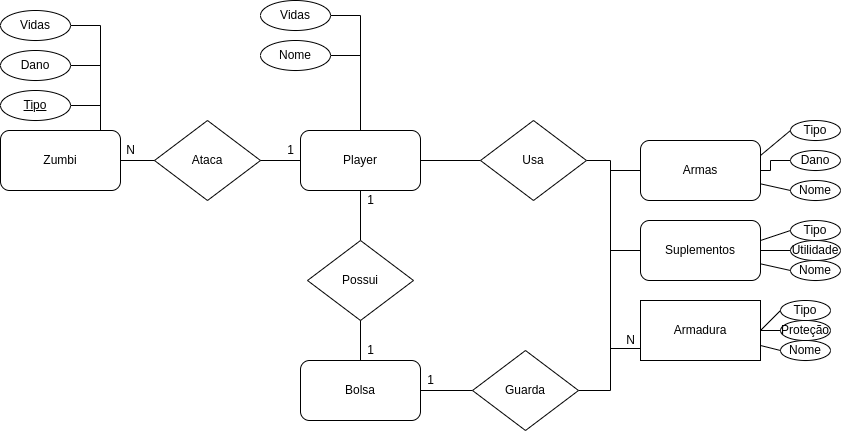 Vidas
Vidas
Nome
Dano
Tipo
Zumbi
N
Ataca
1
Player
Usa
Armas
Tipo
Dano
Nome
1
Possui
1
Suplementos
Tipo
Utilidade
Nome
Armadura
Tipo
Proteção
Nome
N
Bolsa
1
Guarda